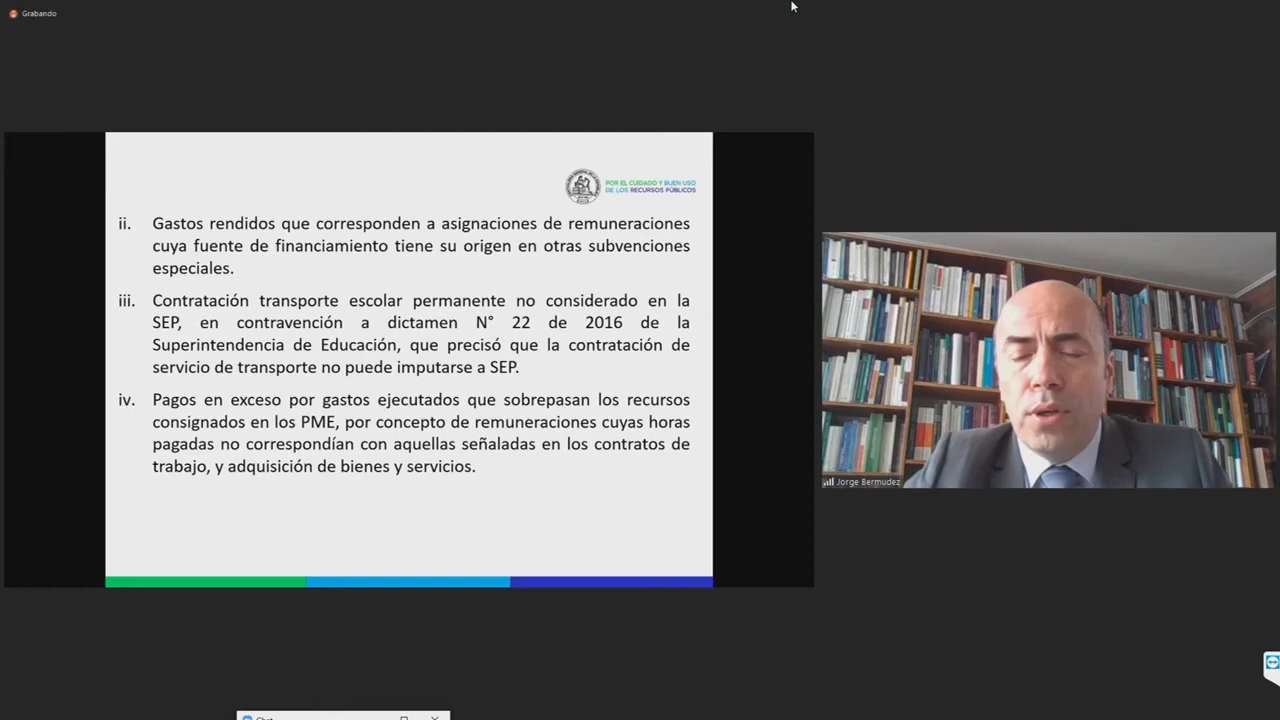 Grabando
POR EL CUIDADO Y BUEN USO
DE LOS RECURSOS PÚBLICOS
ii. Gastos rendidos que corresponden a asignaciones de remuneraciones
cuya fuente de financiamiento tiene su origen en otras subvenciones
especiales.
iii. Contratación transporte escolar permanente no considerado en la
SEP, en contravención a dictamen N° 22 de 2016 de la
Superintendencia de Educación, que precisó que la contratación de
servicio de transporte no puede imputarse a SEP.
iv. Pagos en exceso por gastos ejecutados que sobrepasan los recursos
consignados en los PME, por concepto de remuneraciones cuyas horas
pagadas no correspondían con aquellas señaladas en los contratos de
trabajo, y adquisición de bienes y servicios.
Jorge Bermudez